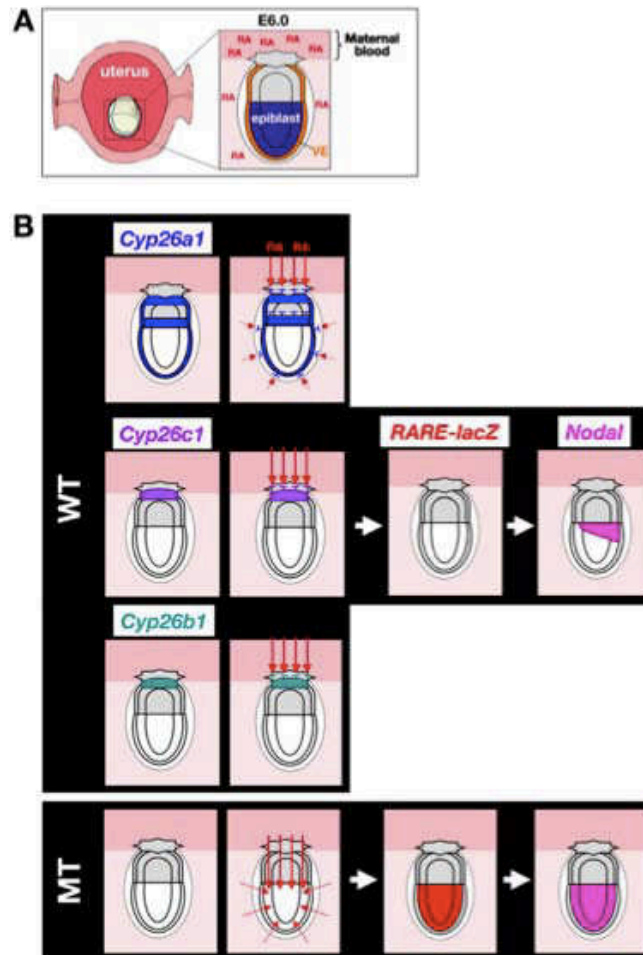 A
E6.0
RA RA RA RA
RA RA
Maternal
blood
uterus
RA
RA
epiblast
RA
VE
B
Cyp26a1
RA RA
WT
Cyp26c1
RARE-lacZ
Nodal
Cyp26b1
MT